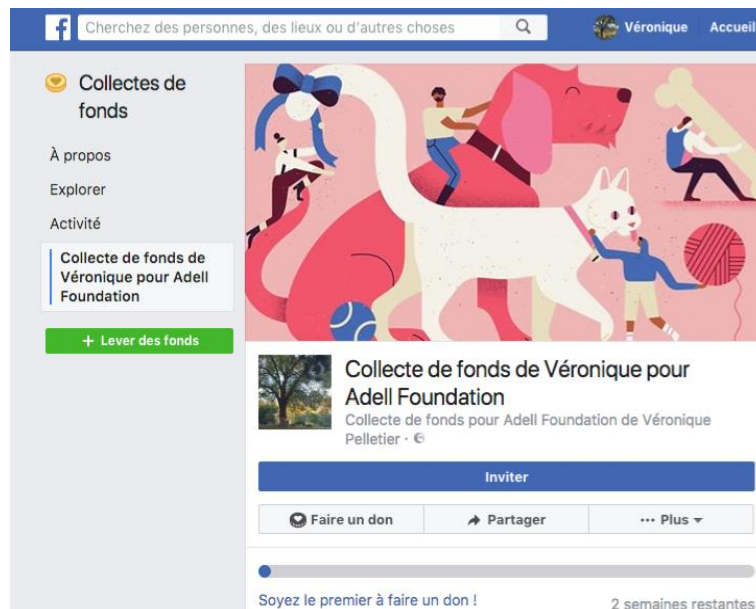 f
Cherchez des personnes, des lieux ou d'autres choses
Véronique Accueil
Collectes de
fonds
À propos
Explorer
Activité
Collecte de fonds de
Véronique pour Adell
Foundation
+ Lever des fonds
Collecte de fonds de Véronique pour
Adell Foundation
Collecte de fonds pour Adell Foundation de Véronique
Pelletier ·
Inviter
Faire un don
Partager
··· Plus
Soyez le premier à faire un don !
2 semaines restantes